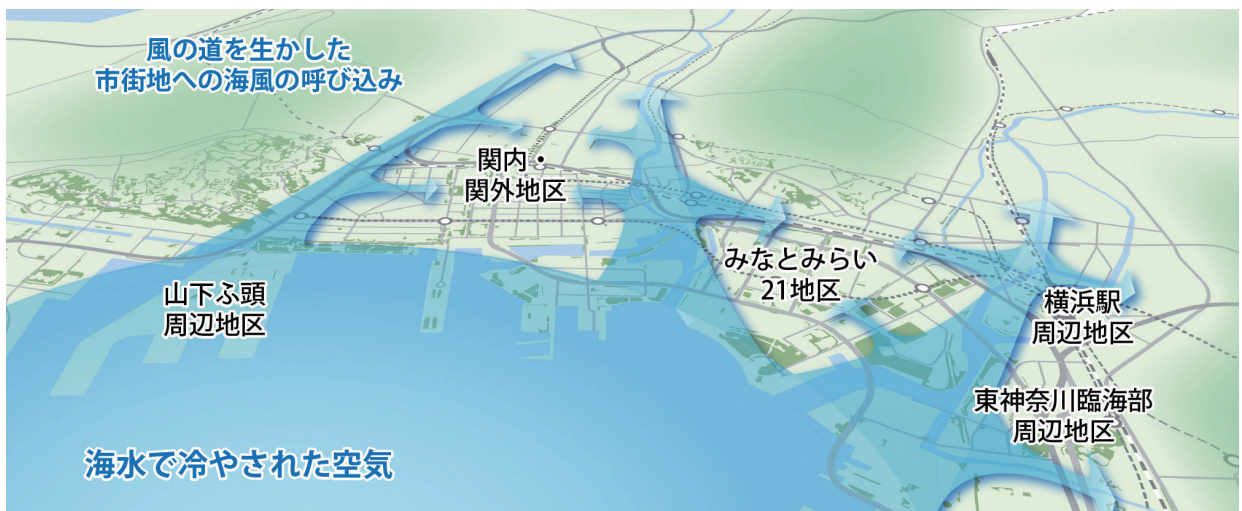 風の道を生かした
市街地への海風の呼び込み
関内・
関外地区
みなとみらい
21地区
山下ふ頭
周辺地区
横浜駅
周辺地区
東神奈川臨海部
周辺地区
海水で冷やされた空気